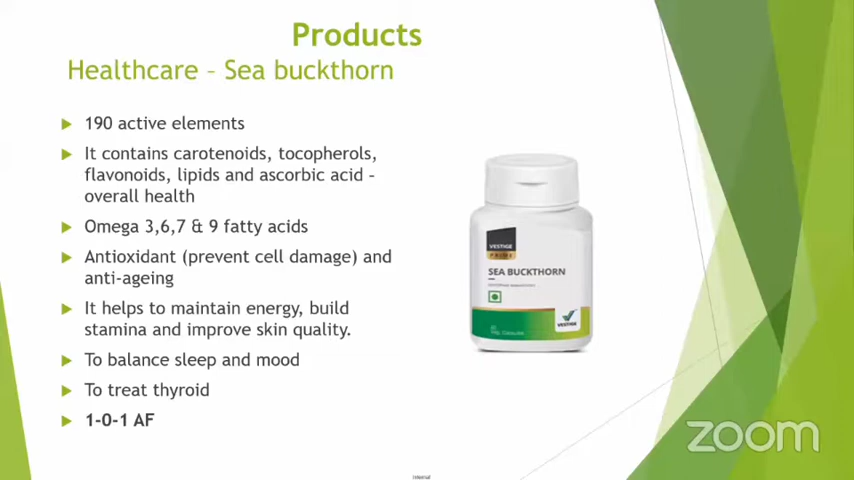 Products
Healthcare – Sea buckthorn
190 active elements
It contains carotenoids, tocopherols,
flavonoids, lipids and ascorbic acid –
overall health
Omega 3,6,7 & 9 fatty acids
Antioxidant (prevent cell damage) and
anti-ageing
It helps to maintain energy, build
stamina and improve skin quality.
To balance sleep and mood
To treat thyroid
1-0-1 AF
VESTIGE
PRIME
SEA BUCKTHORN
VESTIGE
Veg. Capsules
zoom
Internal